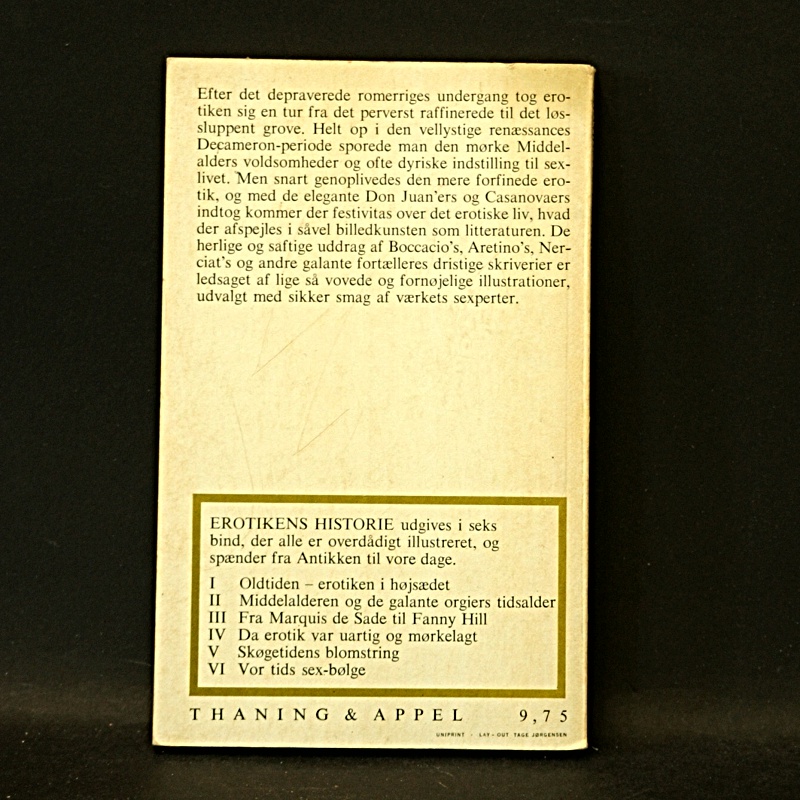 Efter det depraverede romerriges undergang tog ero-
tiken sig en tur fra det perverst raffinerede til det løs-
sluppent grove. Helt op i den vellystige renæssances
Decameron-periode sporede man den mørke Middel-
alders voldsomheder og ofte dyriske indstilling til sex-
livet. Men snart genoplivedes den mere forfinede ero-
tik, og med de elegante Don Juan'ers og Casanovaers
indtog kommer der festivitas over det erotiske liv, hvad
der afspejles i såvel billedkunsten som litteraturen. De
herlige og saftige uddrag af Boccacio's, Aretino's, Ner-
ciat's og andre galante fortælleres dristige skriverier er
ledsaget af lige så vovede og fornøjelige illustrationer,
udvalgt med sikker smag af værkets sexperter.
EROTIKENS HISTORIE udgives i seks
bind, der alle er overdådigt illustreret, og
spænder fra Antikken til vore dage.
I Oldtiden – erotiken i højsædet
II Middelalderen og de galante orgiers tidsalder
III Fra Marquis de Sade til Fanny Hill
IV Da erotik var uartig og mørkelagt
V Skøgetidens blomstring
VI Vor tids sex-bølge
THANING & APPEL 9,75
UNIPRINT · LAY-OUT TAGE JØRGENSEN